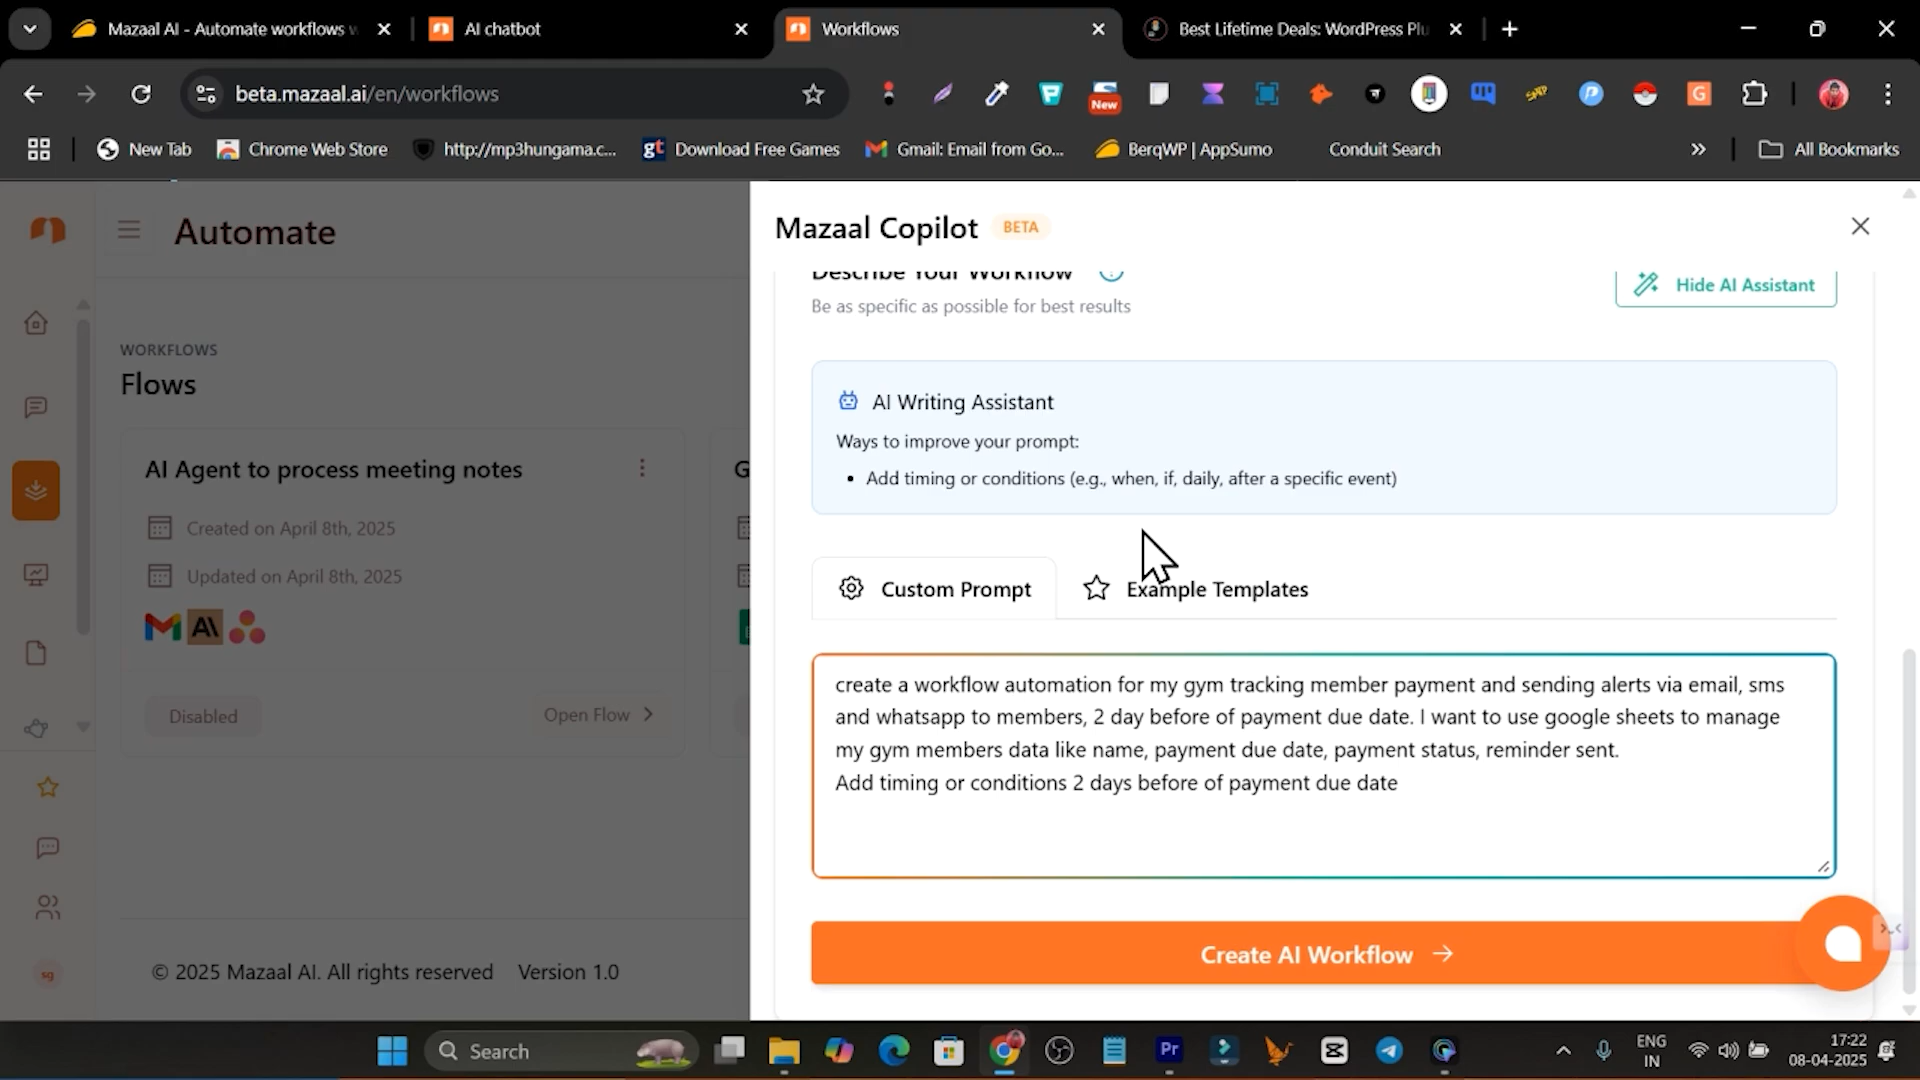 Mazaal AI - Automate workflows w
AI chatbot
Workflows
Best Lifetime Deals: WordPress Plu
beta.mazaal.ai/en/workflows
New
New Tab
Chrome Web Store
http://mp3hungama.c...
Download Free Games
Gmail: Email from Go...
BerqWP | AppSumo
Conduit Search
All Bookmarks
Automate
WORKFLOWS
Flows
AI Agent to process meeting notes
G
Created on April 8th, 2025
Updated on April 8th, 2025
Disabled
Open Flow
© 2025 Mazaal AI. All rights reserved
Version 1.0
sg
Mazaal Copilot
BETA
Describe Your Workflow
Be as specific as possible for best results
Hide AI Assistant
AI Writing Assistant
Ways to improve your prompt:
• Add timing or conditions (e.g., when, if, daily, after a specific event)
Custom Prompt
Example Templates
create a workflow automation for my gym tracking member payment and sending alerts via email, sms
and whatsapp to members, 2 day before of payment due date. I want to use google sheets to manage
my gym members data like name, payment due date, payment status, reminder sent.
Add timing or conditions 2 days before of payment due date
Create AI Workflow
Search
Pr
ENG
IN
17:22
08-04-2025